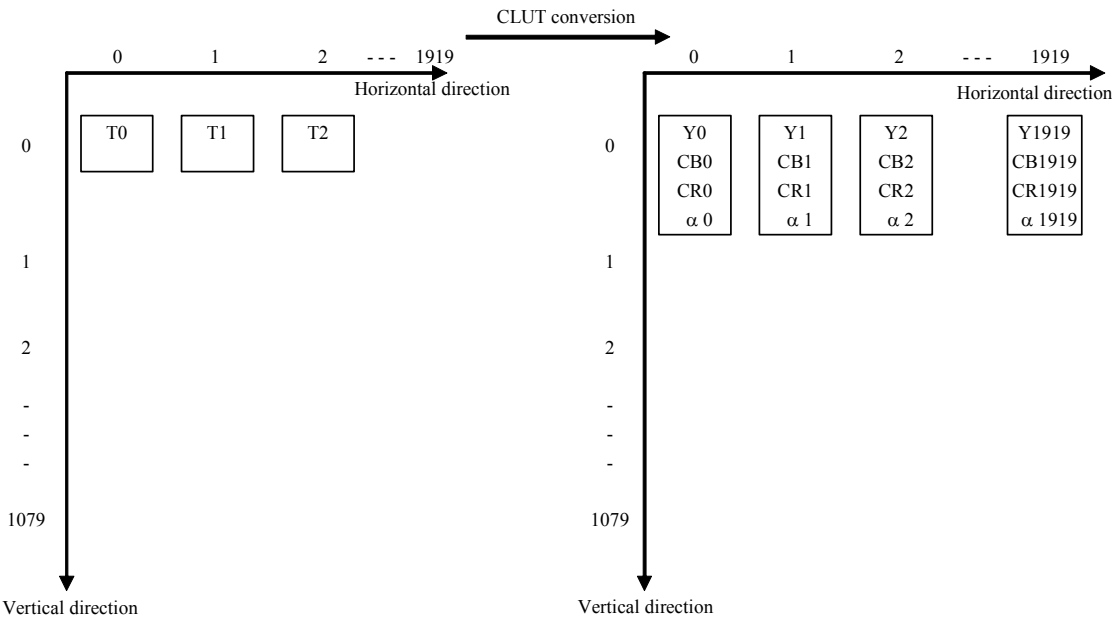 CLUT conversion
0 1 2 - - - 1919
Horizontal direction
0
T0 T1 T2
1
2
-
-
-
1079
Vertical direction
0 1 2 - - - 1919
Horizontal direction
0
Y0 Y1 Y2 Y1919
CB0 CB1 CB2 CB1919
CR0 CR1 CR2 CR1919
α 0 α 1 α 2 α 1919
1
2
-
-
-
1079
Vertical direction